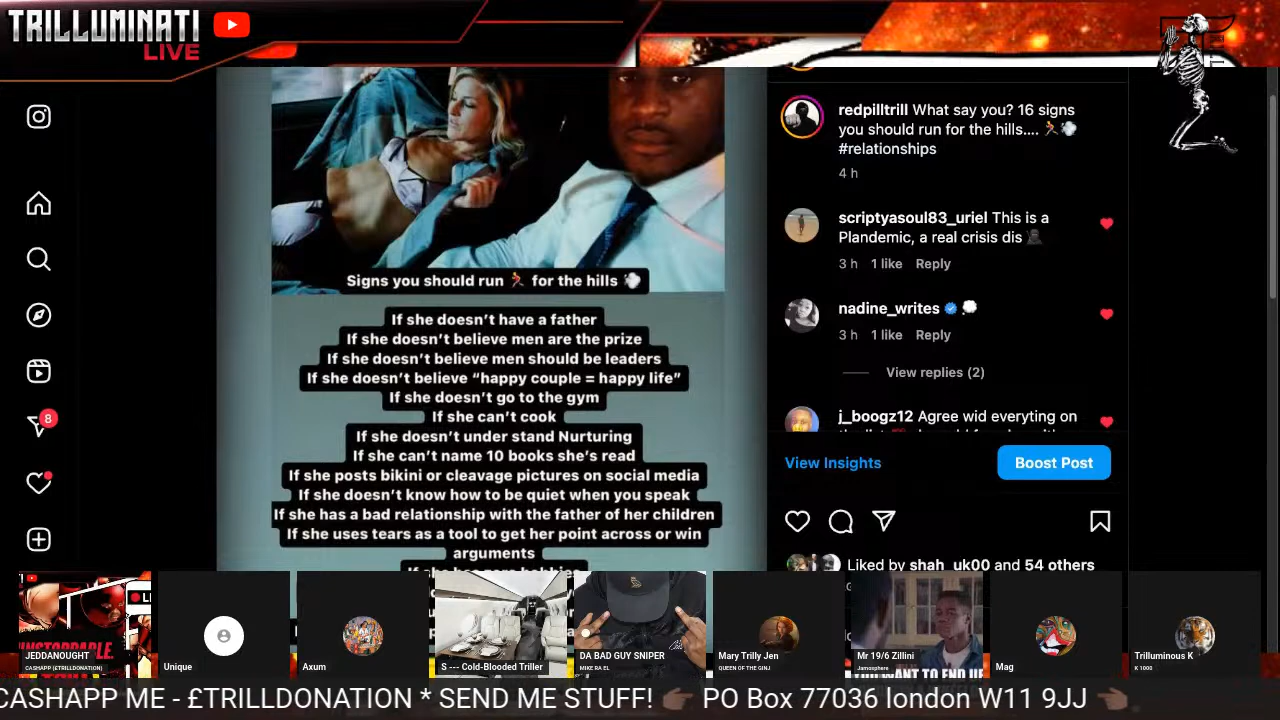 TRILLUMINATI
LIVE
Signs you should run 🏃 for the hills 💨
If she doesn't have a father
If she doesn't believe men are the prize
If she doesn't believe men should be leaders
If she doesn't believe “happy couple = happy life”
If she doesn't go to the gym
If she can't cook
If she doesn't under stand Nurturing
If she can't name 10 books she's read
If she posts bikini or cleavage pictures on social media
If she doesn't know how to be quiet when you speak
If she has a bad relationship with the father of her children
If she uses tears as a tool to get her point across or win
arguments
redpilltrill What say you? 16 signs
you should run for the hills.... 🏃💨
#relationships
4 h
scriptyasoul83_uriel This is a
Plandemic, a real crisis dis
3 h 1 like Reply
nadine_writes 💭
3 h 1 like Reply
View replies (2)
j_boogz12 Agree wid everyting on
View Insights
Boost Post
Liked by shah_uk00 and 54 others
8
JEDDANOUGHT
CASHAPP (£TRILLDONATION)
Unique
Axum
S --- Cold-Blooded Triller
DA BAD GUY SNIPER
MIKE RA EL
Mary Trilly Jen
QUEEN OF THE GINJ
Mr 19/6 Zillini
Jamosphere
Mag
Trilluminous K
K 1000
CASHAPP ME - £TRILLDONATION * SEND ME STUFF! 👉🏾 PO Box 77036 london W11 9JJ 👈🏾